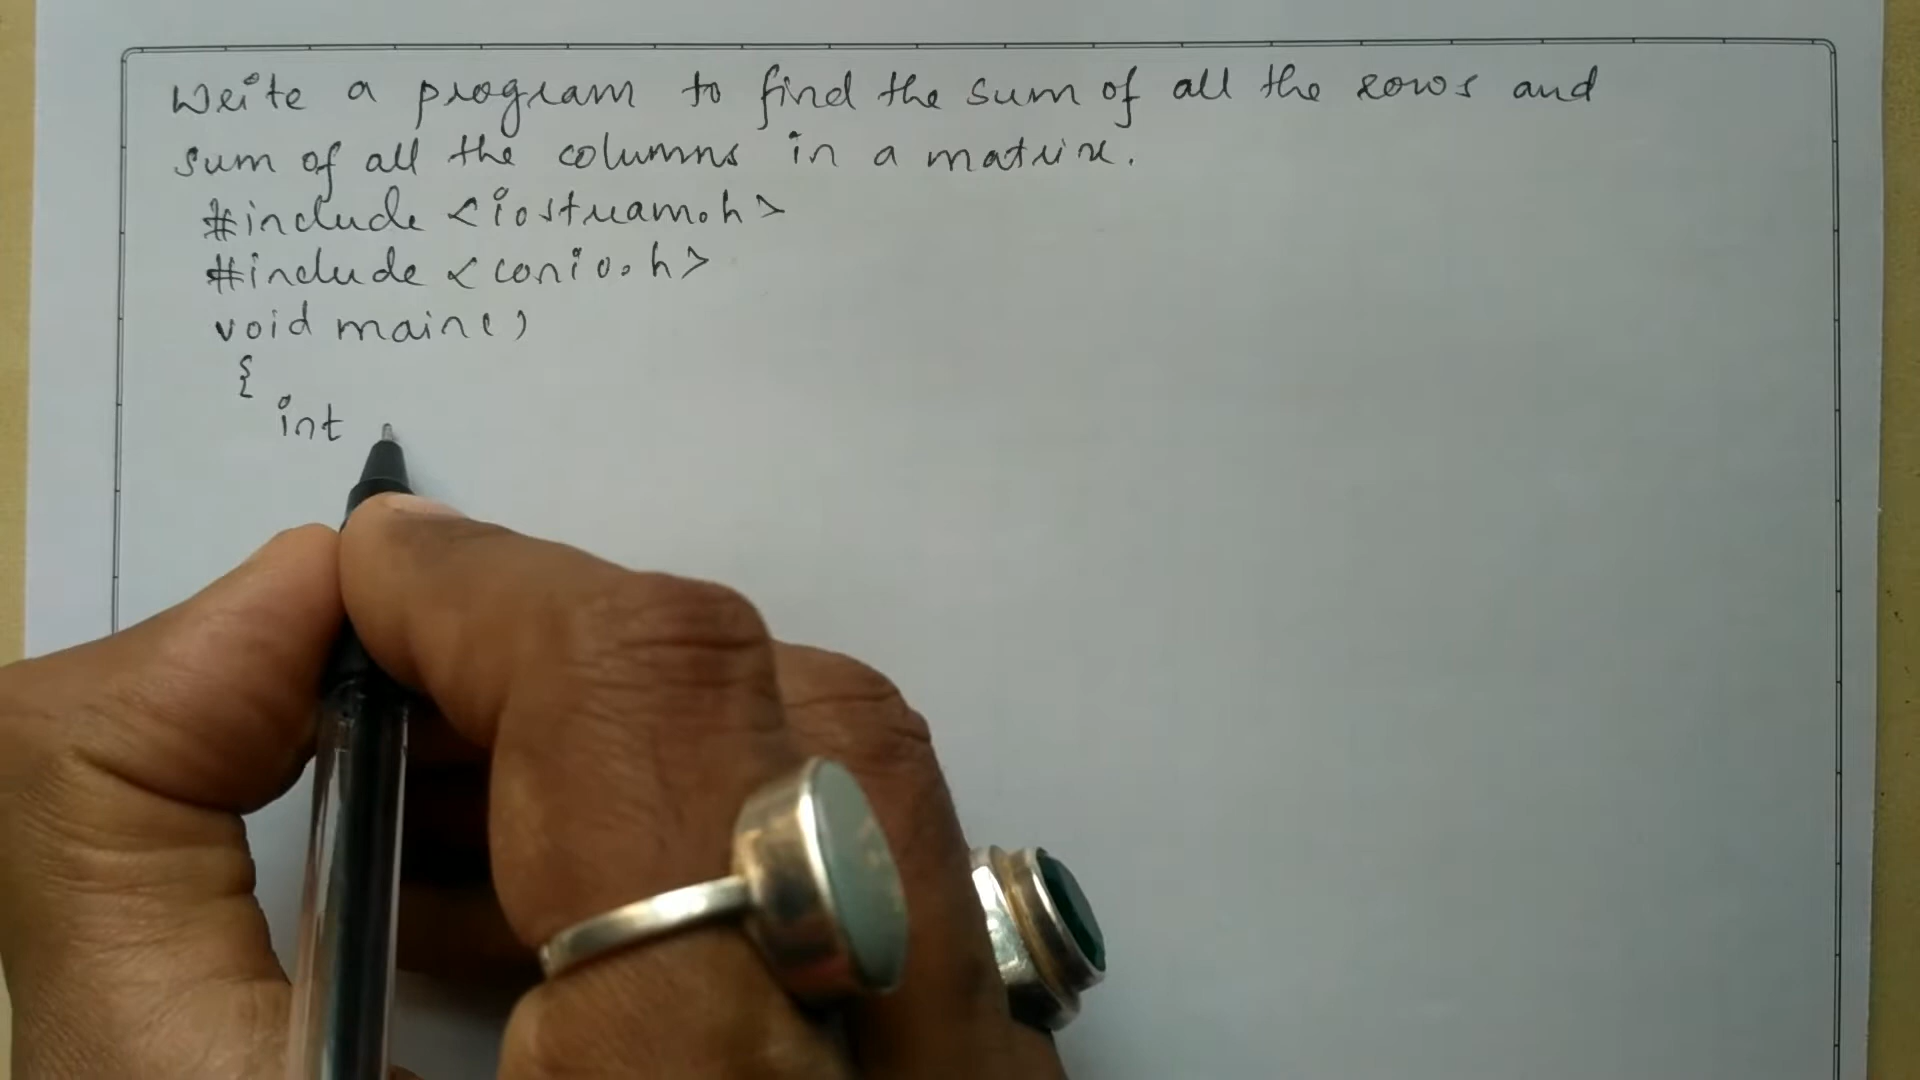 Write a program to find the sum of all the rows and
sum of all the columns in a matrix.
#include <iostream.h>
#include <conio.h>
void main()
{
int